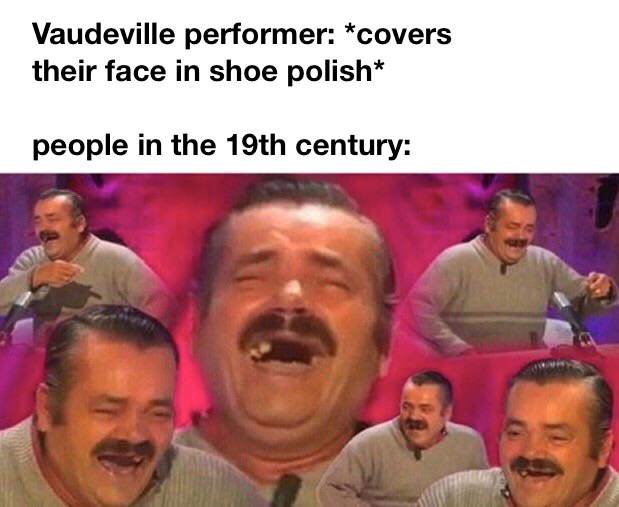 Vaudeville performer: *covers
their face in shoe polish*
people in the 19th century: